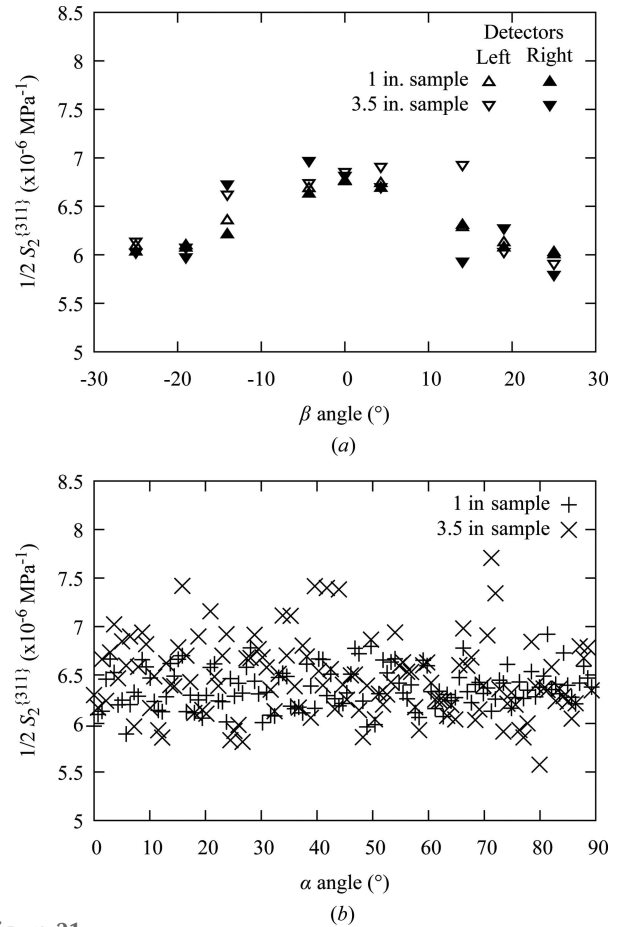 8.5
Detectors
Left Right
8
1 in. sample
3.5 in. sample
7.5
7
6.5
6
5.5
5
1/2 S2{311} (x10-6 MPa-1)
-30 -20 -10 0 10 20 30
β angle (°)
(a)
8.5
1 in sample
8
3.5 in sample
7.5
7
6.5
6
5.5
5
1/2 S2{311} (x10-6 MPa-1)
0 10 20 30 40 50 60 70 80 90
α angle (°)
(b)